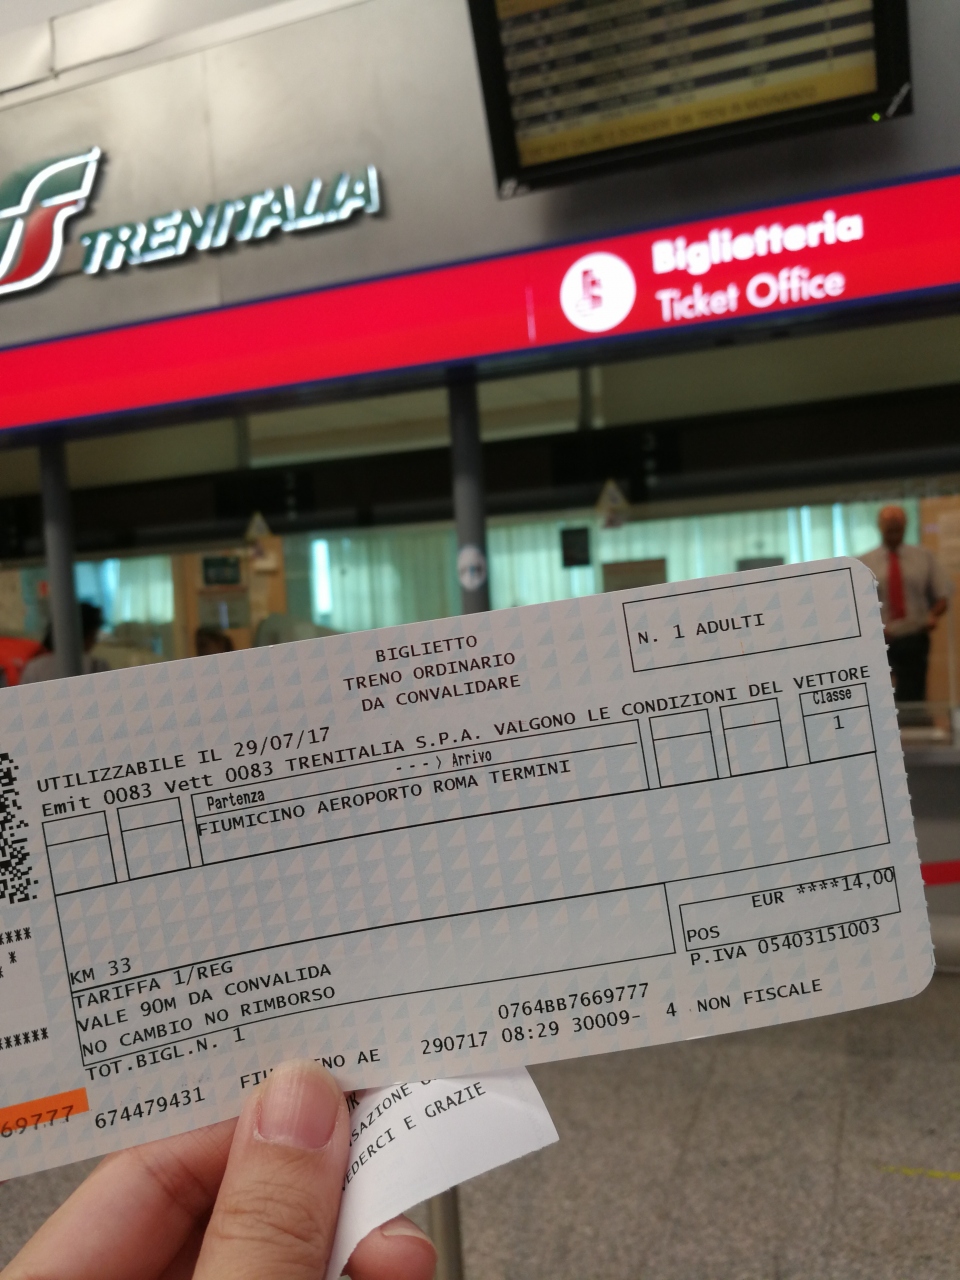 TRENITALIA
Biglietteria
Ticket Office
BIGLIETTO
TRENO ORDINARIO
DA CONVALIDARE
N. 1 ADULTI
UTILIZZABILE IL 29/07/17
Emit 0083 Vett 0083 TRENITALIA S.P.A. VALGONO LE CONDIZIONI DEL VETTORE
Partenza ---> Arrivo
Classe
FIUMICINO AEROPORTO ROMA TERMINI
1
KM 33
EUR ****14,00
TARIFFA 1/REG
POS
VALE 90M DA CONVALIDA
P.IVA 05403151003
NO CAMBIO NO RIMBORSO
TOT.BIGL.N. 1
0764BB7669777
69777 674479431 AE 290717 08:29 30009- 4 NON FISCALE
E GRAZIE